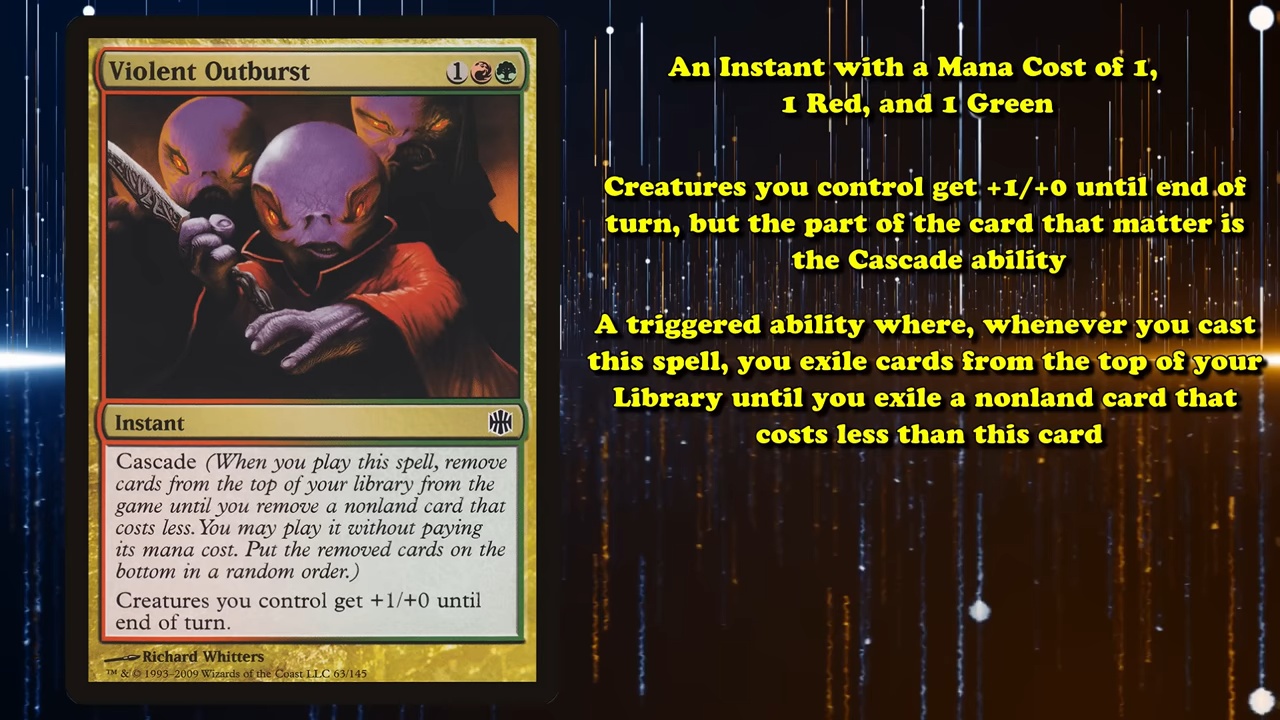 Violent Outburst
1
Instant
Cascade (When you play this spell, remove
cards from the top of your library from the
game until you remove a nonland card that
costs less. You may play it without paying
its mana cost. Put the removed cards on the
bottom in a random order.)
Creatures you control get +1/+0 until
end of turn.
Richard Whitters
™ & © 1993–2009 Wizards of the Coast LLC 63/145
An Instant with a Mana Cost of 1,
1 Red, and 1 Green
Creatures you control get +1/+0 until end of
turn, but the part of the card that matter is
the Cascade ability
A triggered ability where, whenever you cast
this spell, you exile cards from the top of your
Library until you exile a nonland card that
costs less than this card